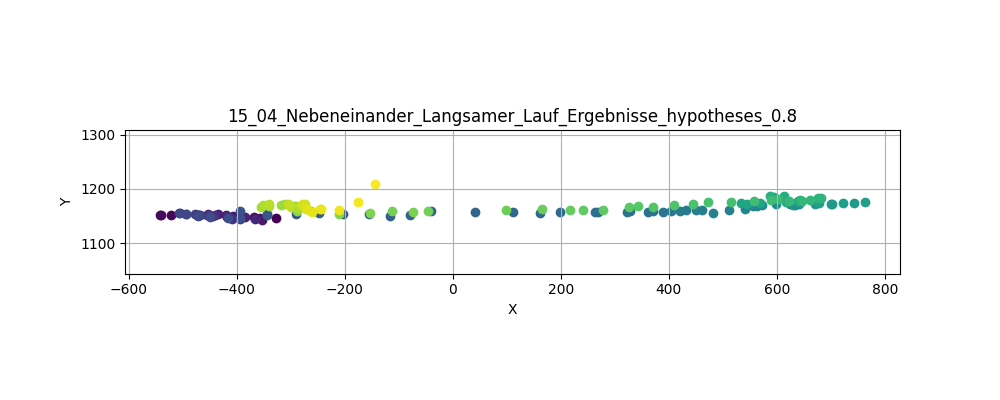 15_04_Nebeneinander_Langsamer_Lauf_Ergebnisse_hypotheses_0.8
1300
1200
1100
Y
−600 −400 −200 0 200 400 600 800
X